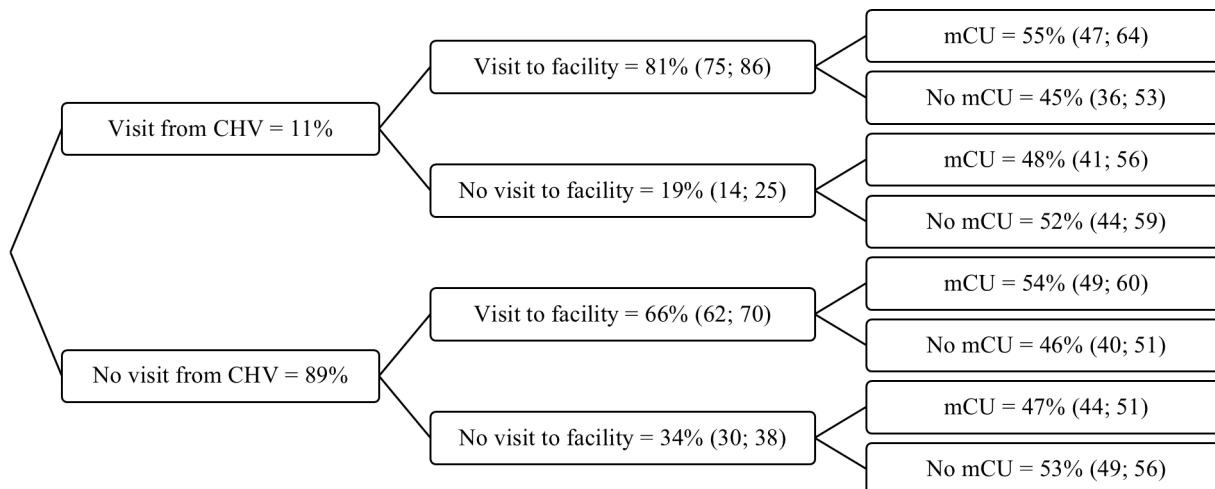 Visit from CHV = 11%
Visit to facility = 81% (75; 86)
mCU = 55% (47; 64)
No mCU = 45% (36; 53)
No visit to facility = 19% (14; 25)
mCU = 48% (41; 56)
No mCU = 52% (44; 59)
No visit from CHV = 89%
Visit to facility = 66% (62; 70)
mCU = 54% (49; 60)
No mCU = 46% (40; 51)
No visit to facility = 34% (30; 38)
mCU = 47% (44; 51)
No mCU = 53% (49; 56)